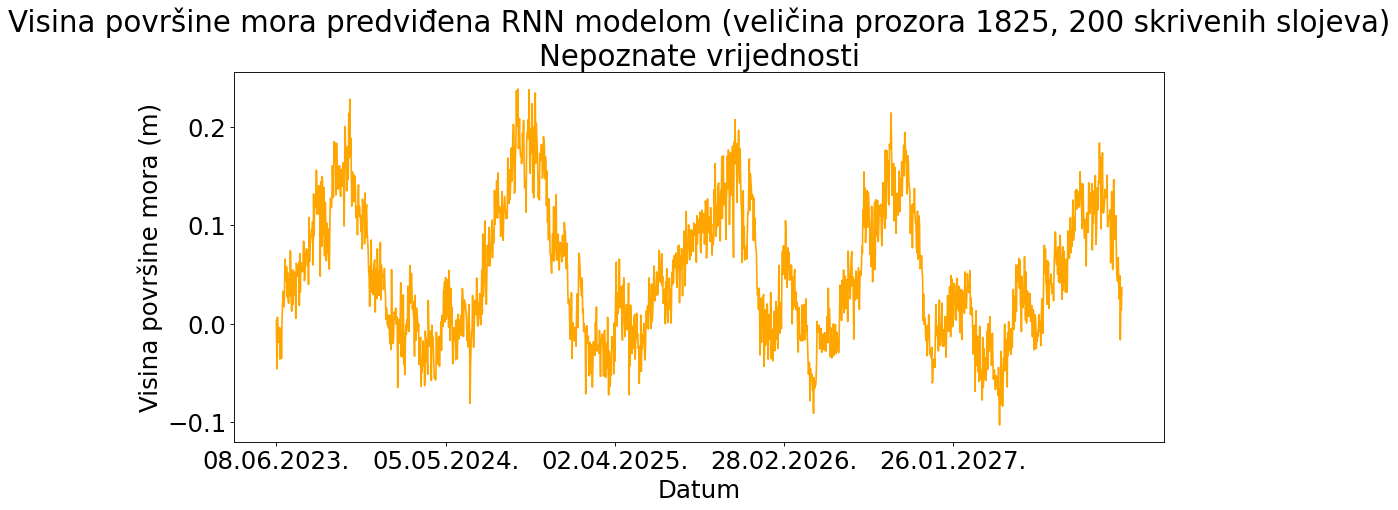 Visina površine mora predviđena RNN modelom (veličina prozora 1825, 200 skrivenih slojeva)
Nepoznate vrijednosti
Visina površine mora (m)
0.2
0.1
0.0
−0.1
08.06.2023. 05.05.2024. 02.04.2025. 28.02.2026. 26.01.2027.
Datum